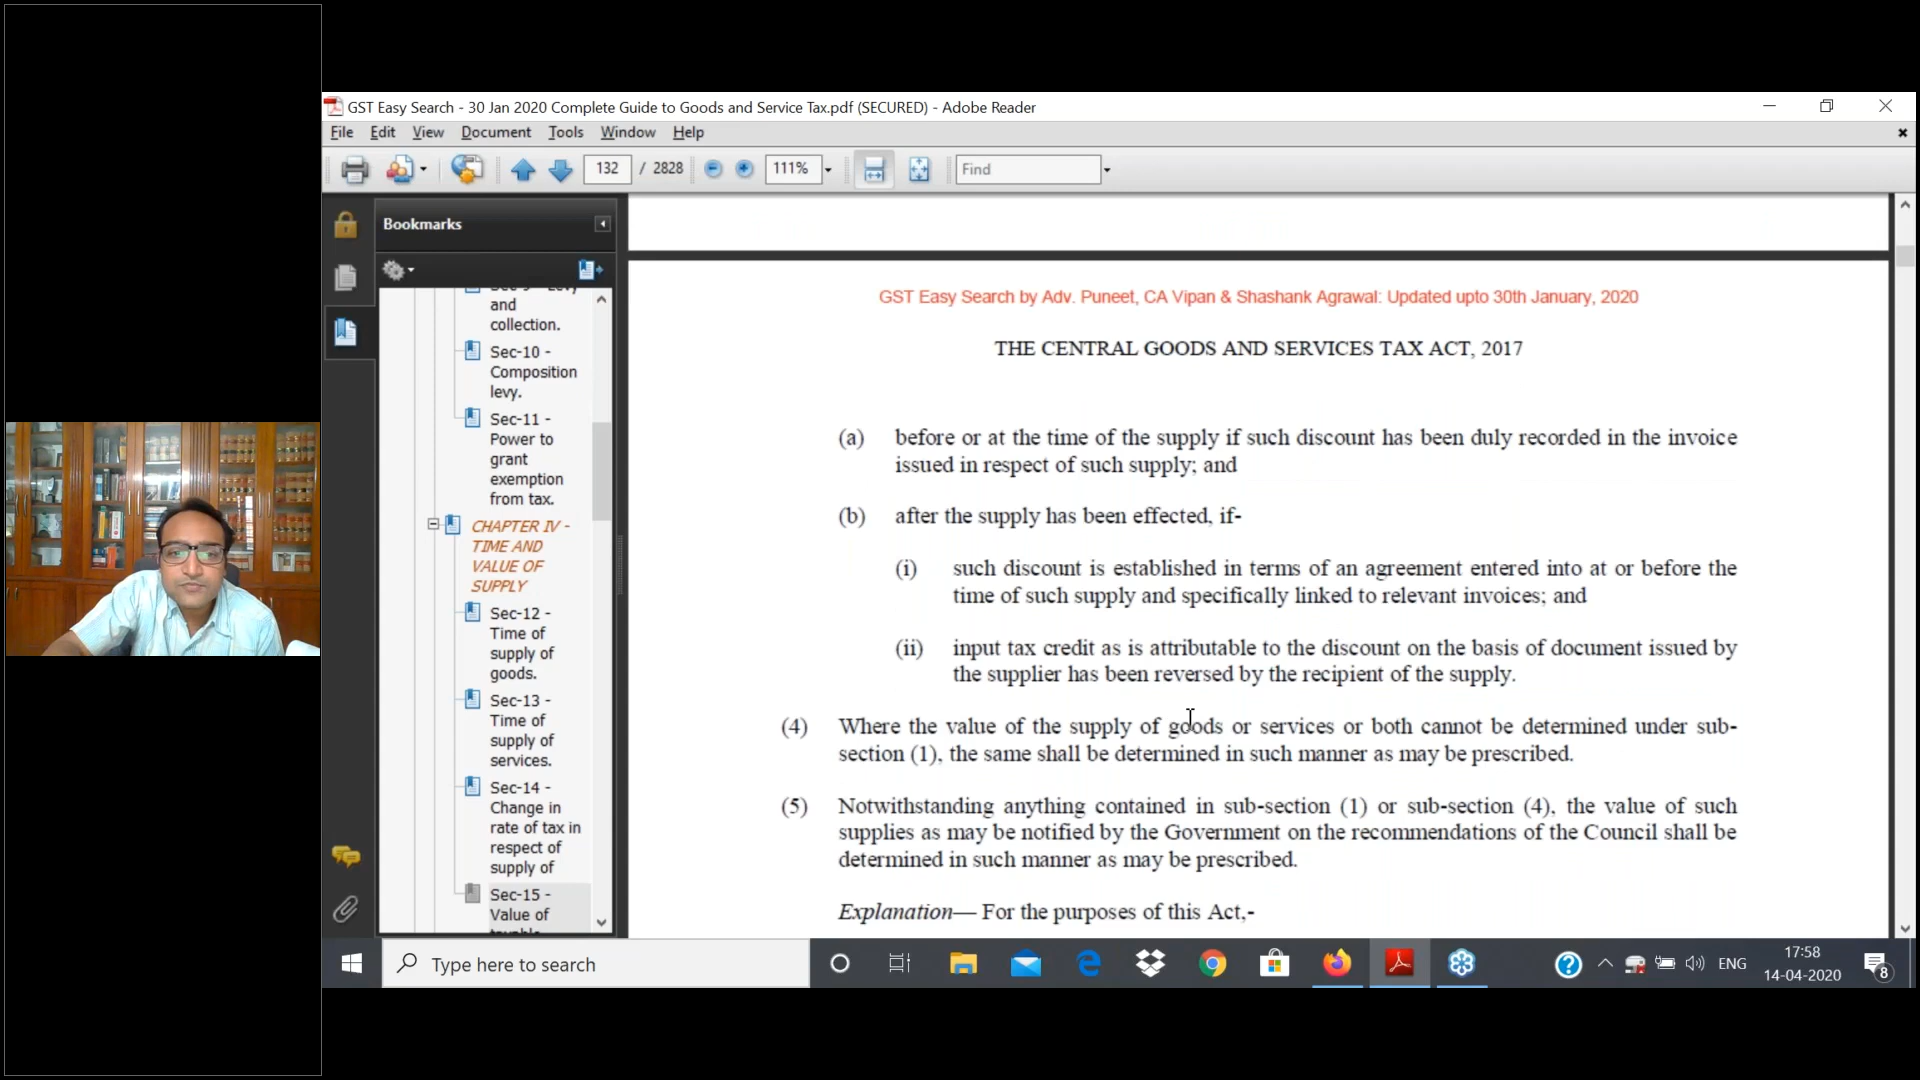 GST Easy Search - 30 Jan 2020 Complete Guide to Goods and Service Tax.pdf (SECURED) - Adobe Reader
File Edit View Document Tools Window Help
132 / 2828 111% Find
Bookmarks
Sec-9 - Levy
and
collection.
Sec-10 -
Composition
levy.
Sec-11 -
Power to
grant
exemption
from tax.
CHAPTER IV -
TIME AND
VALUE OF
SUPPLY
Sec-12 -
Time of
supply of
goods.
Sec-13 -
Time of
supply of
services.
Sec-14 -
Change in
rate of tax in
respect of
supply of
Sec-15 -
Value of
taxable
GST Easy Search by Adv. Puneet, CA Vipan & Shashank Agrawal: Updated upto 30th January, 2020
THE CENTRAL GOODS AND SERVICES TAX ACT, 2017
(a) before or at the time of the supply if such discount has been duly recorded in the invoice
issued in respect of such supply; and
(b) after the supply has been effected, if-
(i) such discount is established in terms of an agreement entered into at or before the
time of such supply and specifically linked to relevant invoices; and
(ii) input tax credit as is attributable to the discount on the basis of document issued by
the supplier has been reversed by the recipient of the supply.
(4) Where the value of the supply of goods or services or both cannot be determined under sub-
section (1), the same shall be determined in such manner as may be prescribed.
(5) Notwithstanding anything contained in sub-section (1) or sub-section (4), the value of such
supplies as may be notified by the Government on the recommendations of the Council shall be
determined in such manner as may be prescribed.
Explanation— For the purposes of this Act,-
Type here to search
ENG
17:58
14-04-2020
8